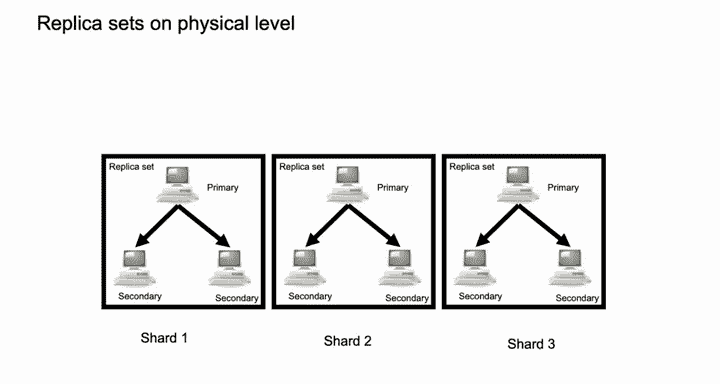 Replica sets on physical level
Replica set
Primary
Secondary
Secondary
Replica set
Primary
Secondary
Secondary
Replica set
Primary
Secondary
Secondary
Shard 1
Shard 2
Shard 3